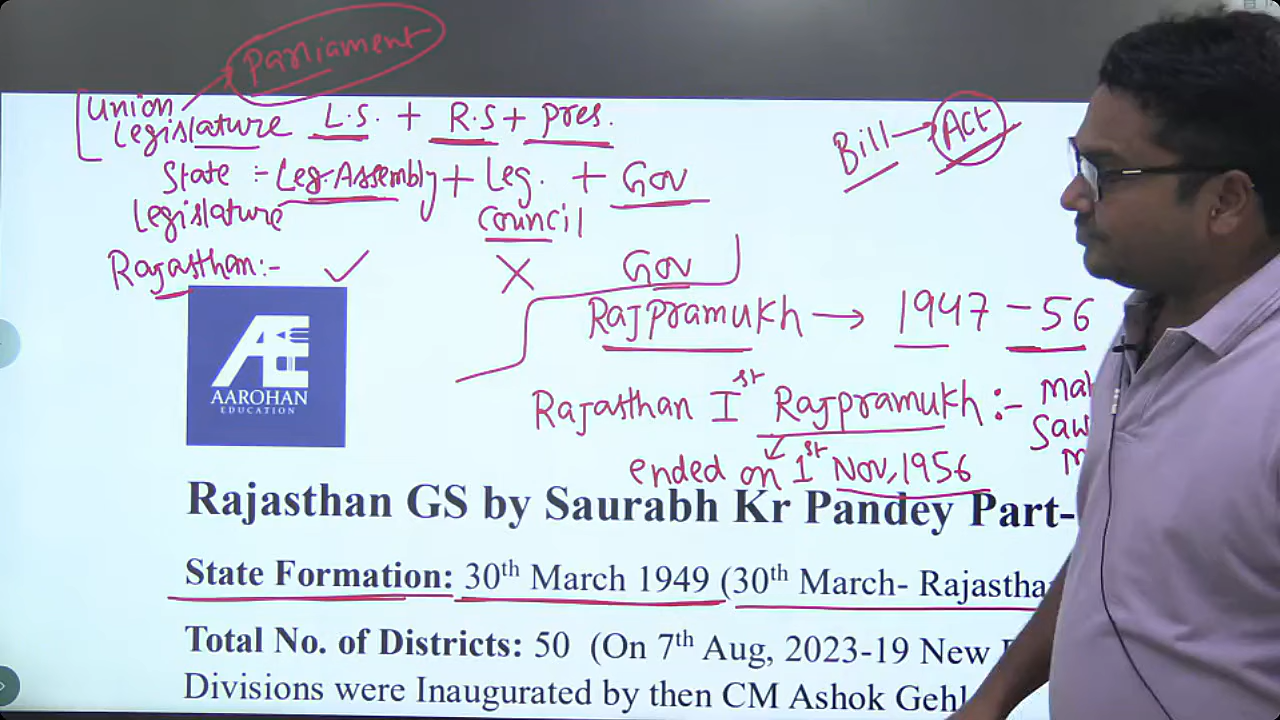 Parliament
Union
Legislature L.S. + R.S + pres.
Bill → Act
State :- Leg. Assembly + Leg. + Gov
Legislature Council
Rajasthan:- ✓ X Gov
Rajpramukh → 1947 - 56
Rajasthan Ist Rajpramukh :-
ended on 1st Nov, 1956
AAROHAN
EDUCATION
Rajasthan GS by Saurabh Kr Pandey Part-
State Formation: 30th March 1949 (30th March- Rajastha
Total No. of Districts: 50 (On 7th Aug, 2023-19 New
Divisions were Inaugurated by then CM Ashok Gehl